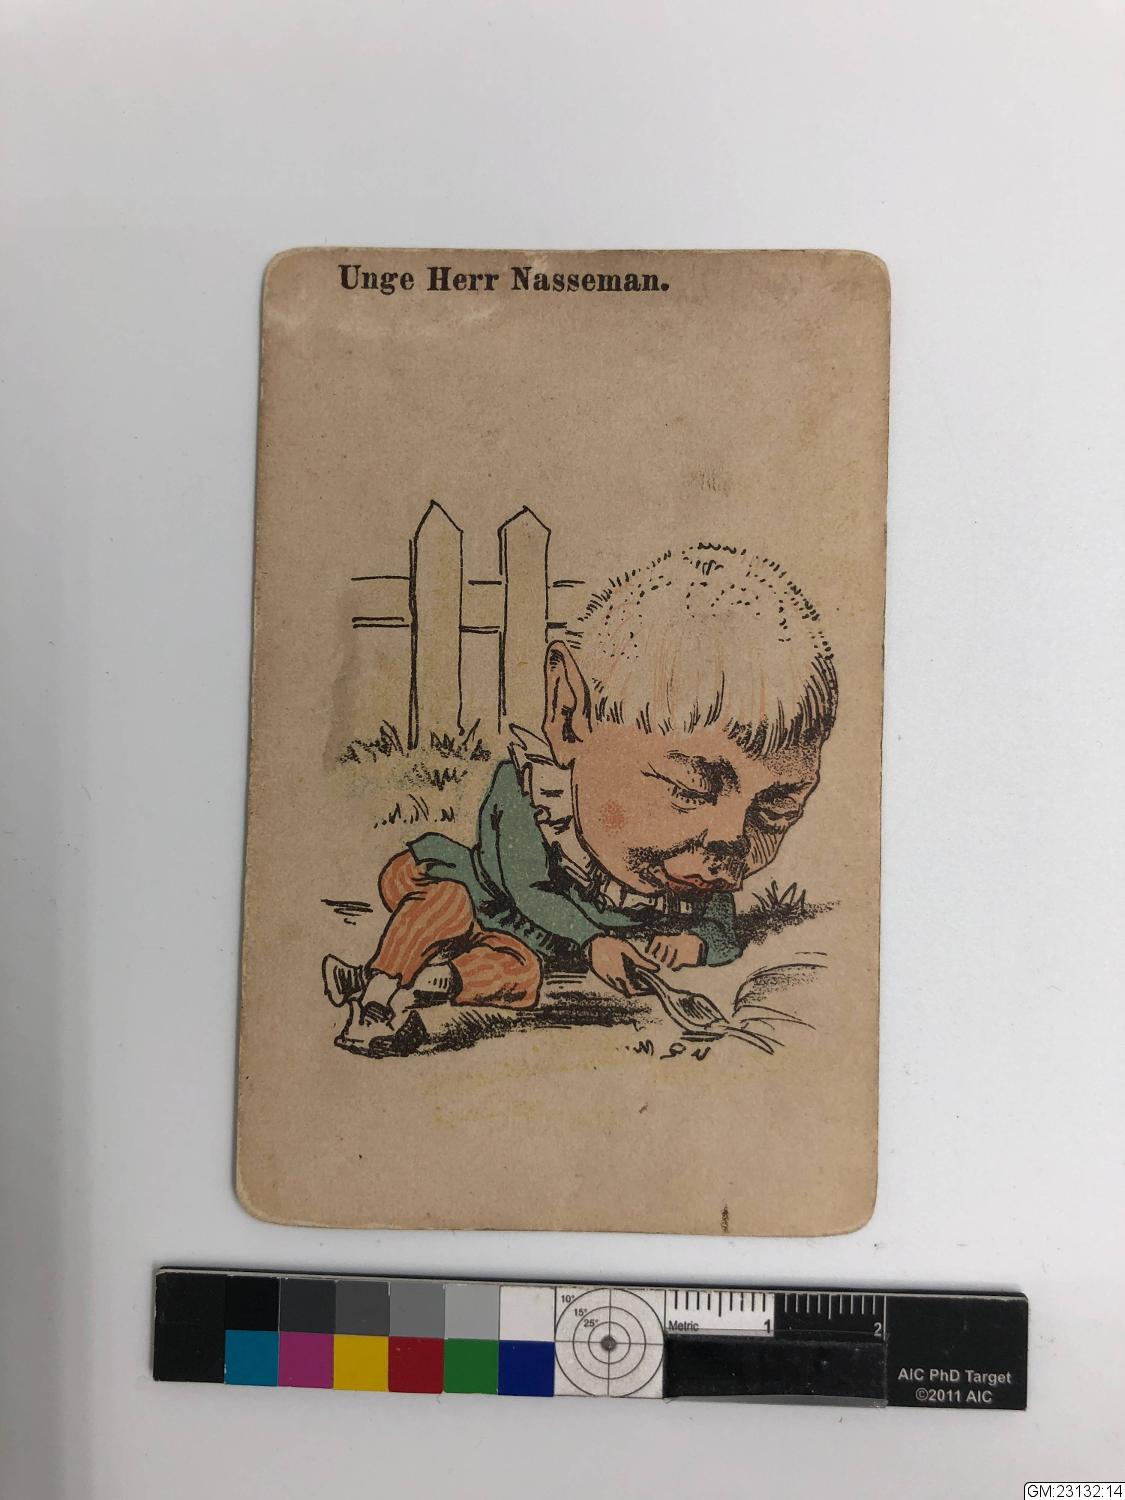 Unge Herr Nasseman.
10°
15°
25°
Metric
1
2
AIC PhD Target
©2011 AIC
GM:23132:14